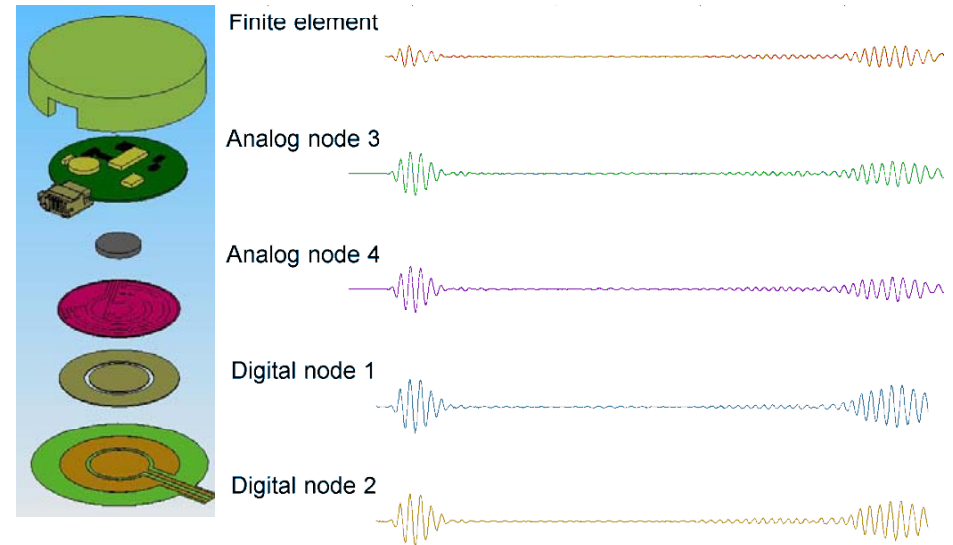 Finite element
Analog node 3
Analog node 4
Digital node 1
Digital node 2